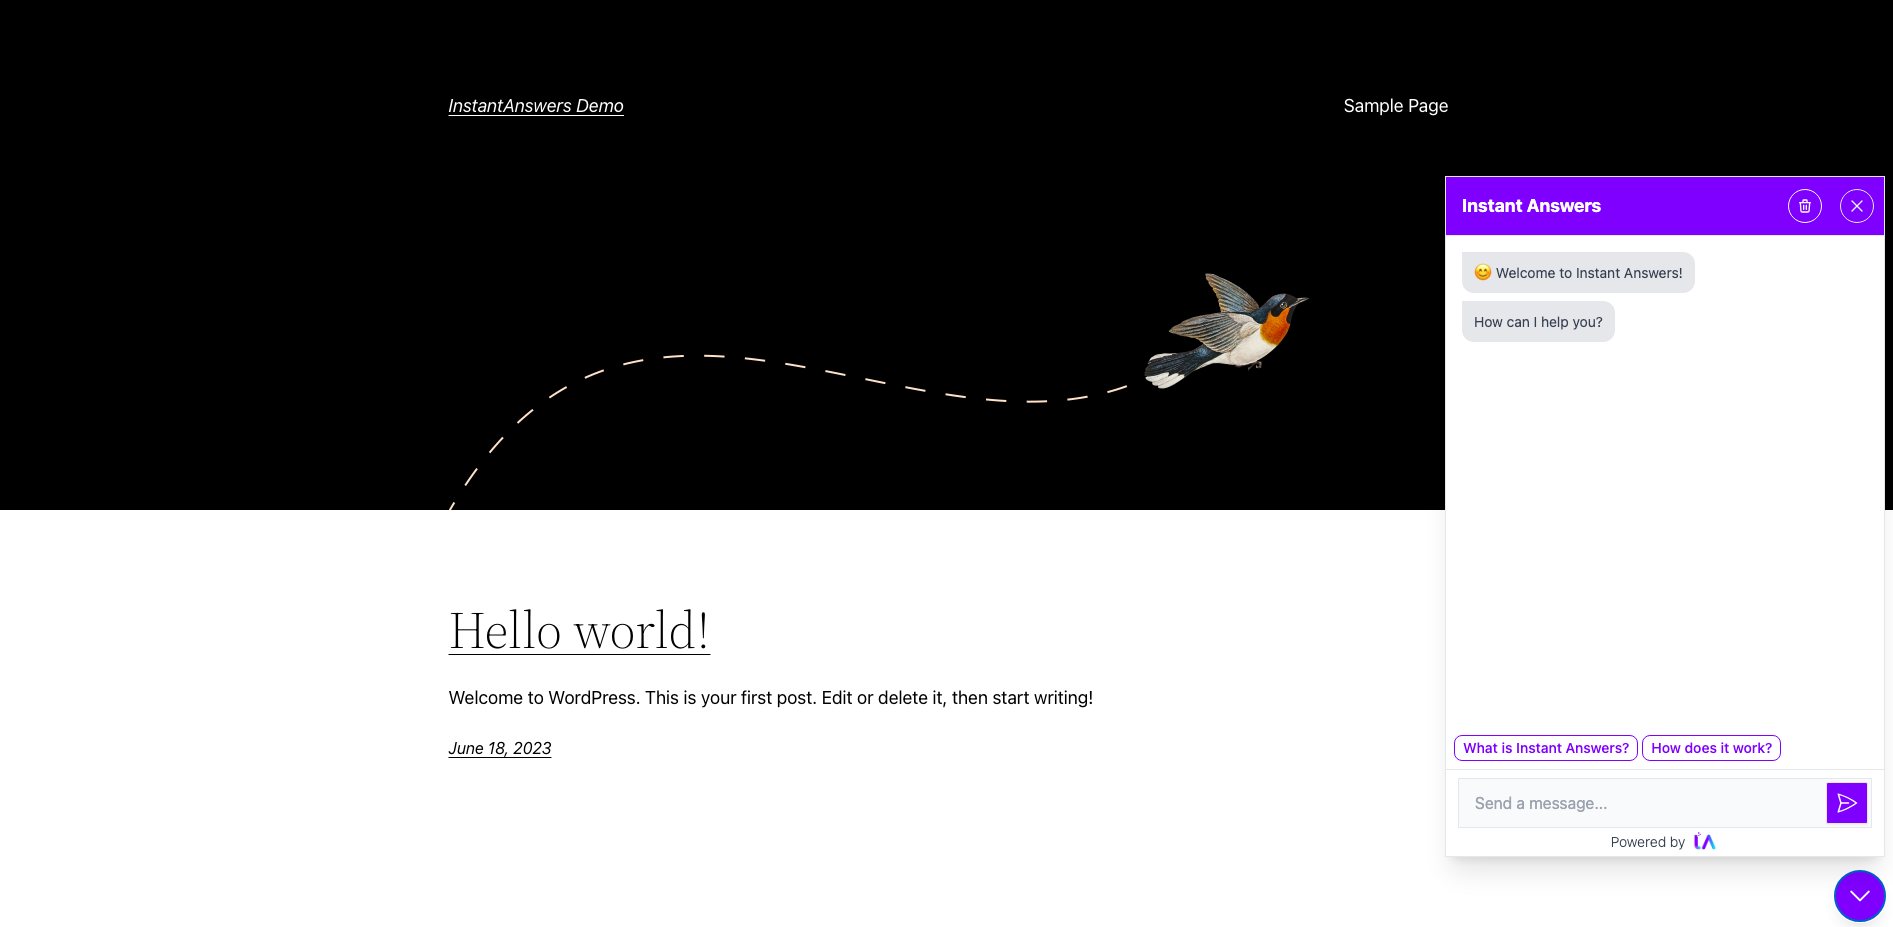 InstantAnswers Demo
Sample Page
Hello world!
Welcome to WordPress. This is your first post. Edit or delete it, then start writing!
June 18, 2023
Instant Answers
😊 Welcome to Instant Answers!
How can I help you?
What is Instant Answers? How does it work?
Send a message...
Powered by iA